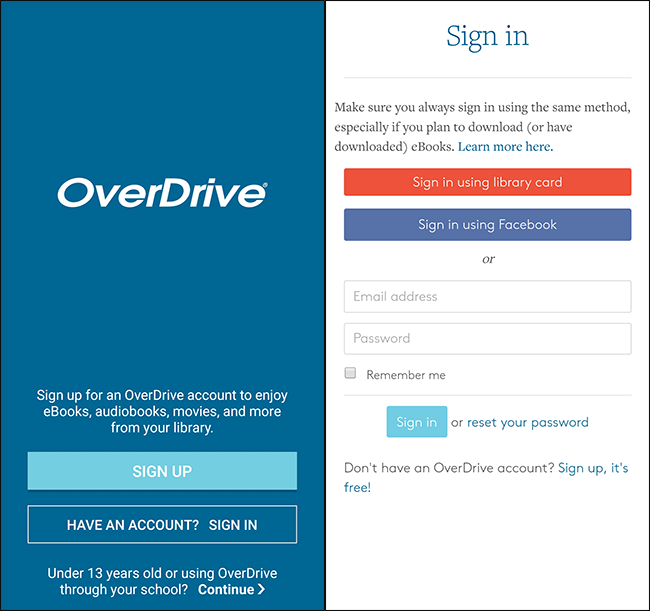 OverDrive®
Sign up for an OverDrive account to enjoy
eBooks, audiobooks, movies, and more
from your library.
SIGN UP
HAVE AN ACCOUNT? SIGN IN
Under 13 years old or using OverDrive
through your school? Continue >
Sign in
Make sure you always sign in using the same method,
especially if you plan to download (or have
downloaded) eBooks. Learn more here.
Sign in using library card
Sign in using Facebook
or
Email address
Password
Remember me
Sign in or reset your password
Don't have an OverDrive account? Sign up, it's
free!